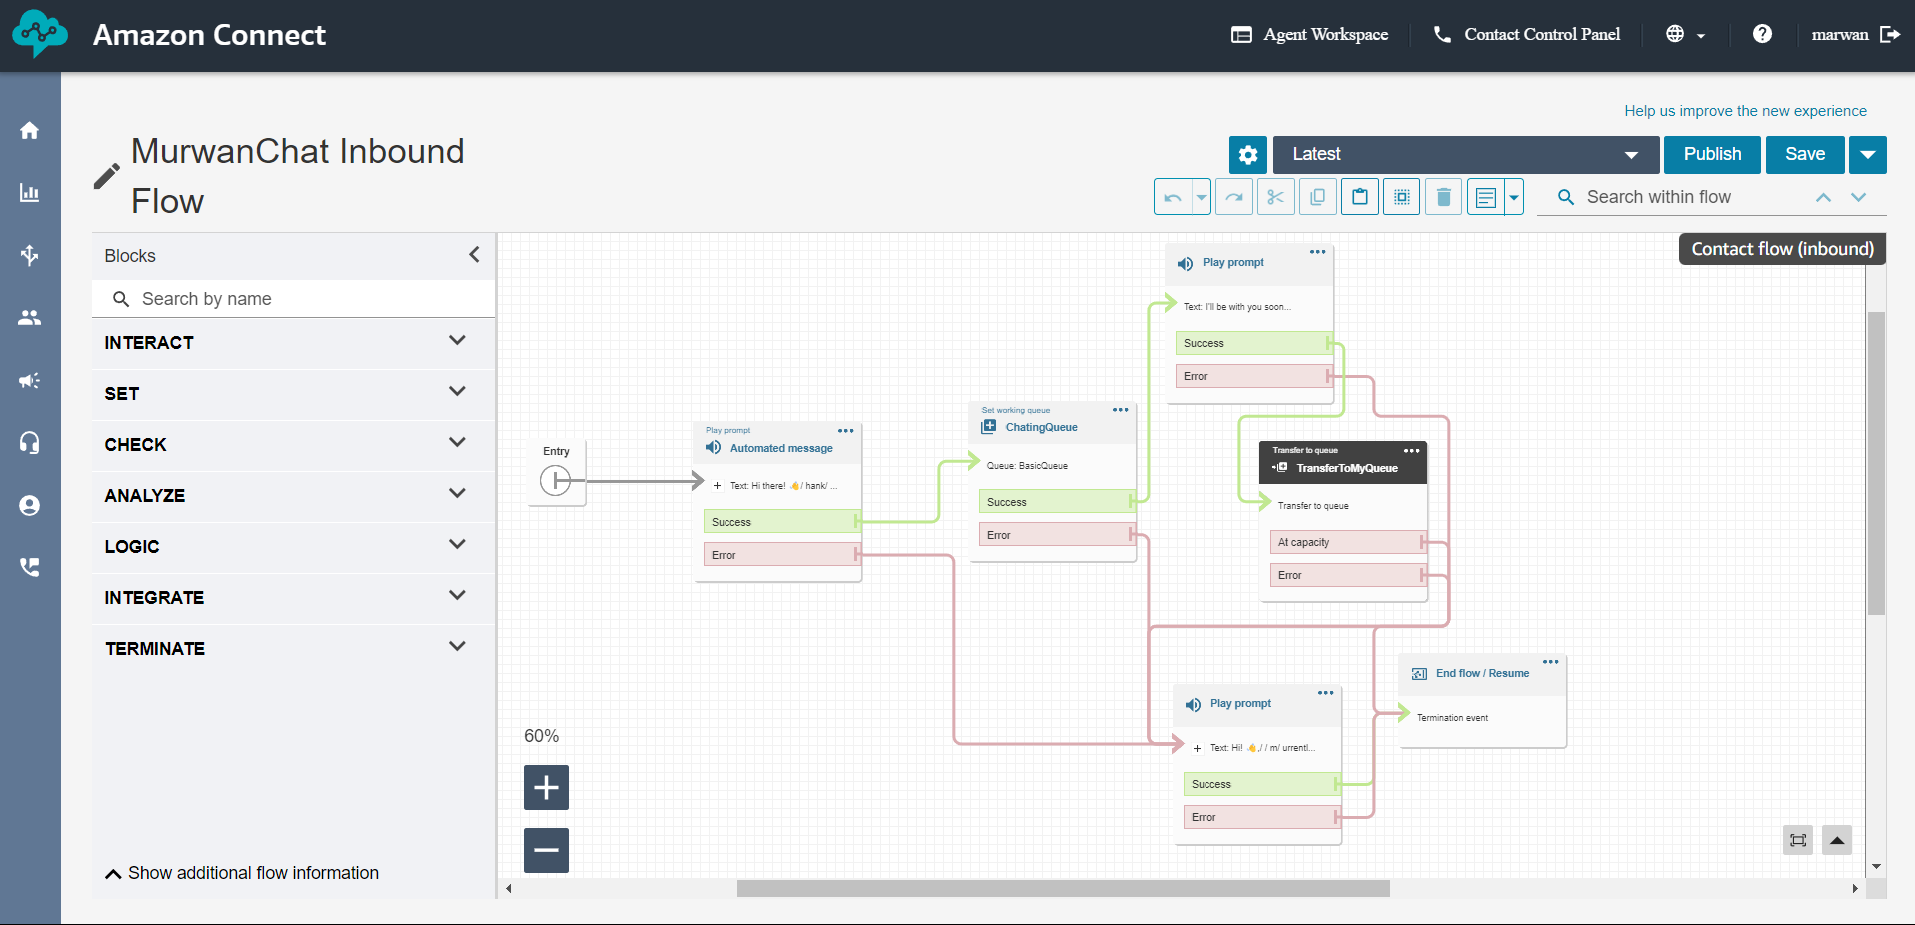 Amazon Connect
Agent Workspace
Contact Control Panel
marwan
Help us improve the new experience
MurwanChat Inbound
Flow
Latest
Publish
Save
Search within flow
Blocks
Search by name
INTERACT
SET
CHECK
ANALYZE
LOGIC
INTEGRATE
TERMINATE
Show additional flow information
60%
Contact flow (inbound)
Entry
Play prompt
Automated message
Text: Hi there! 👋/ hank/ ...
Success
Error
Set working queue
ChatingQueue
Queue: BasicQueue
Success
Error
Play prompt
Text: I'll be with you soon...
Success
Error
Transfer to queue
TransferToMyQueue
Transfer to queue
At capacity
Error
Play prompt
Text: Hi! 👋,/ / m/ urrentl...
Success
Error
End flow / Resume
Termination event